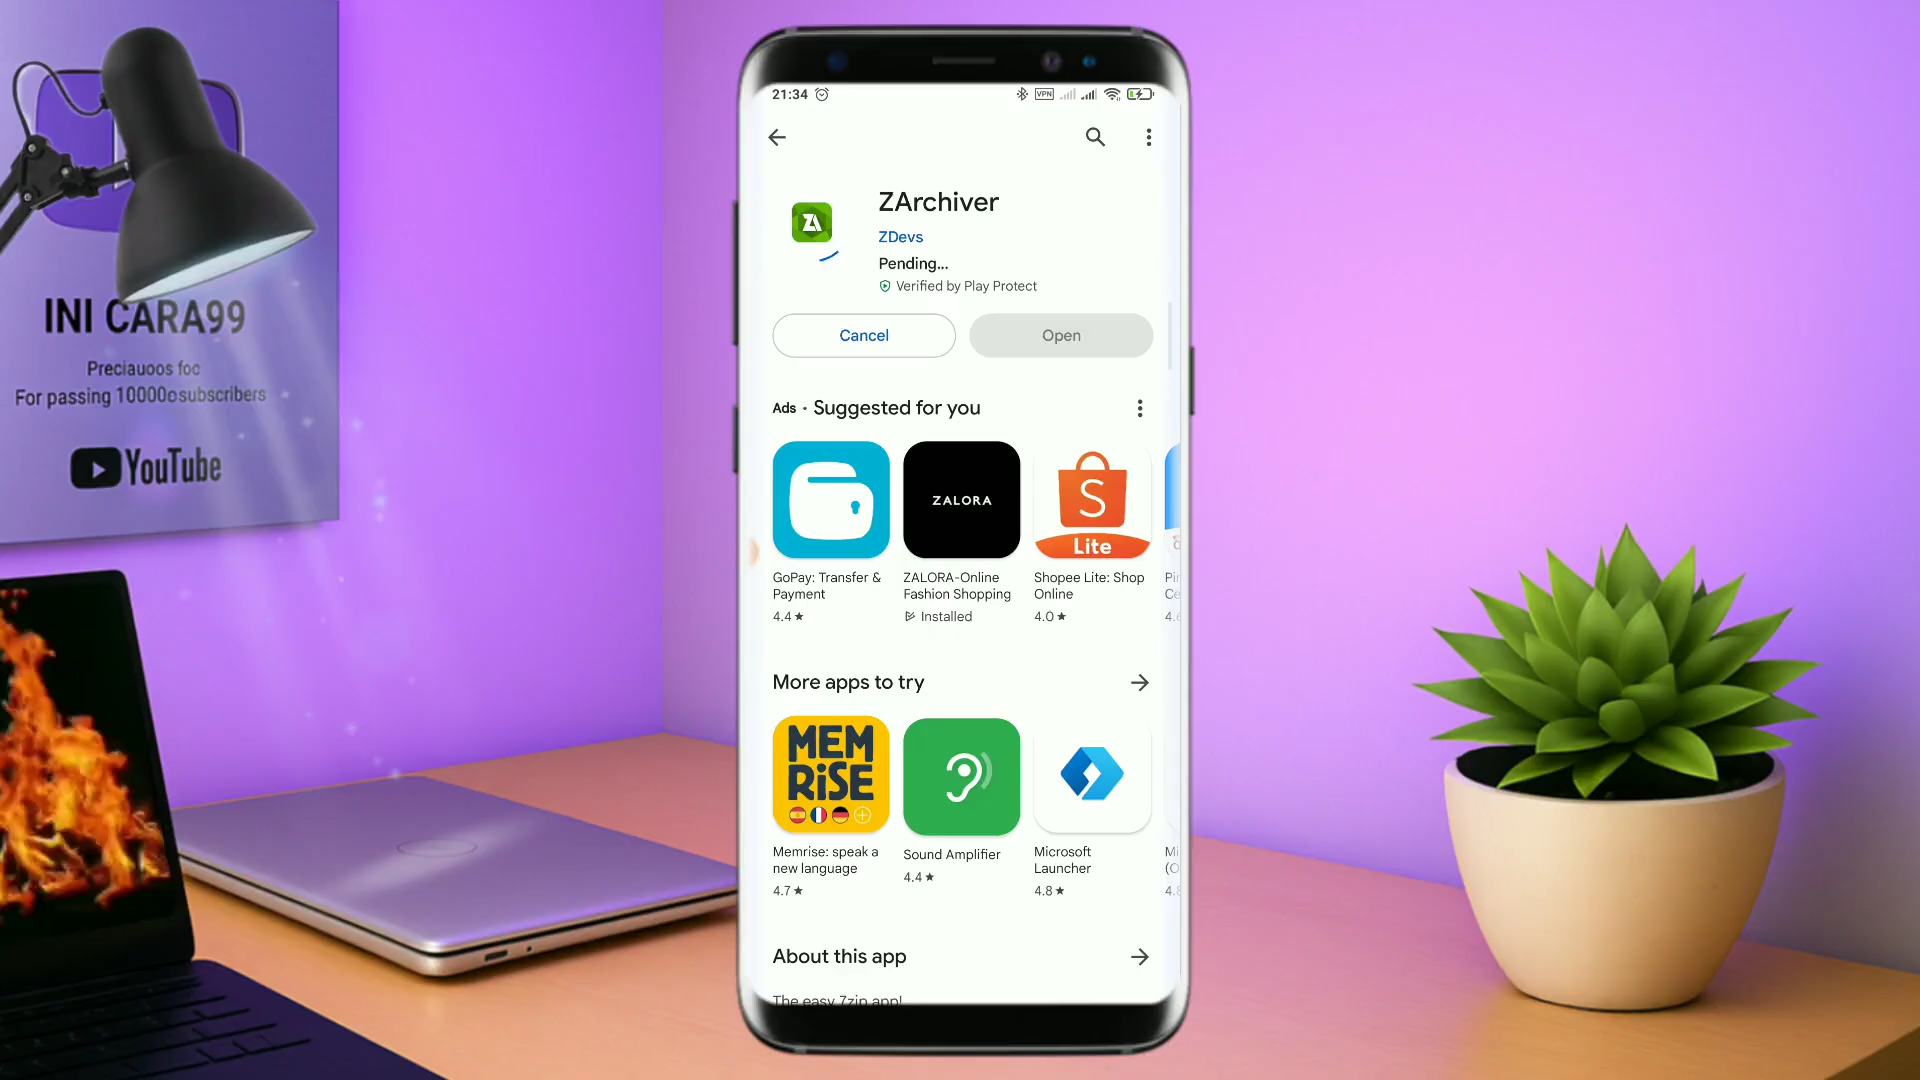 INI CARA99
Preciauoos foc
For passing 10000osubscribers
YouTube
21:34
VPN
ZArchiver
ZA
ZDevs
Pending...
Verified by Play Protect
Cancel
Open
Ads • Suggested for you
ZALORA
S
Lite
GoPay: Transfer &
Payment
4.4 ★
ZALORA-Online
Fashion Shopping
Installed
Shopee Lite: Shop
Online
4.0 ★
More apps to try
MEM
RiSE
Memrise: speak a
new language
4.7 ★
Sound Amplifier
4.4 ★
Microsoft
Launcher
4.8 ★
About this app
The easy 7zip app!